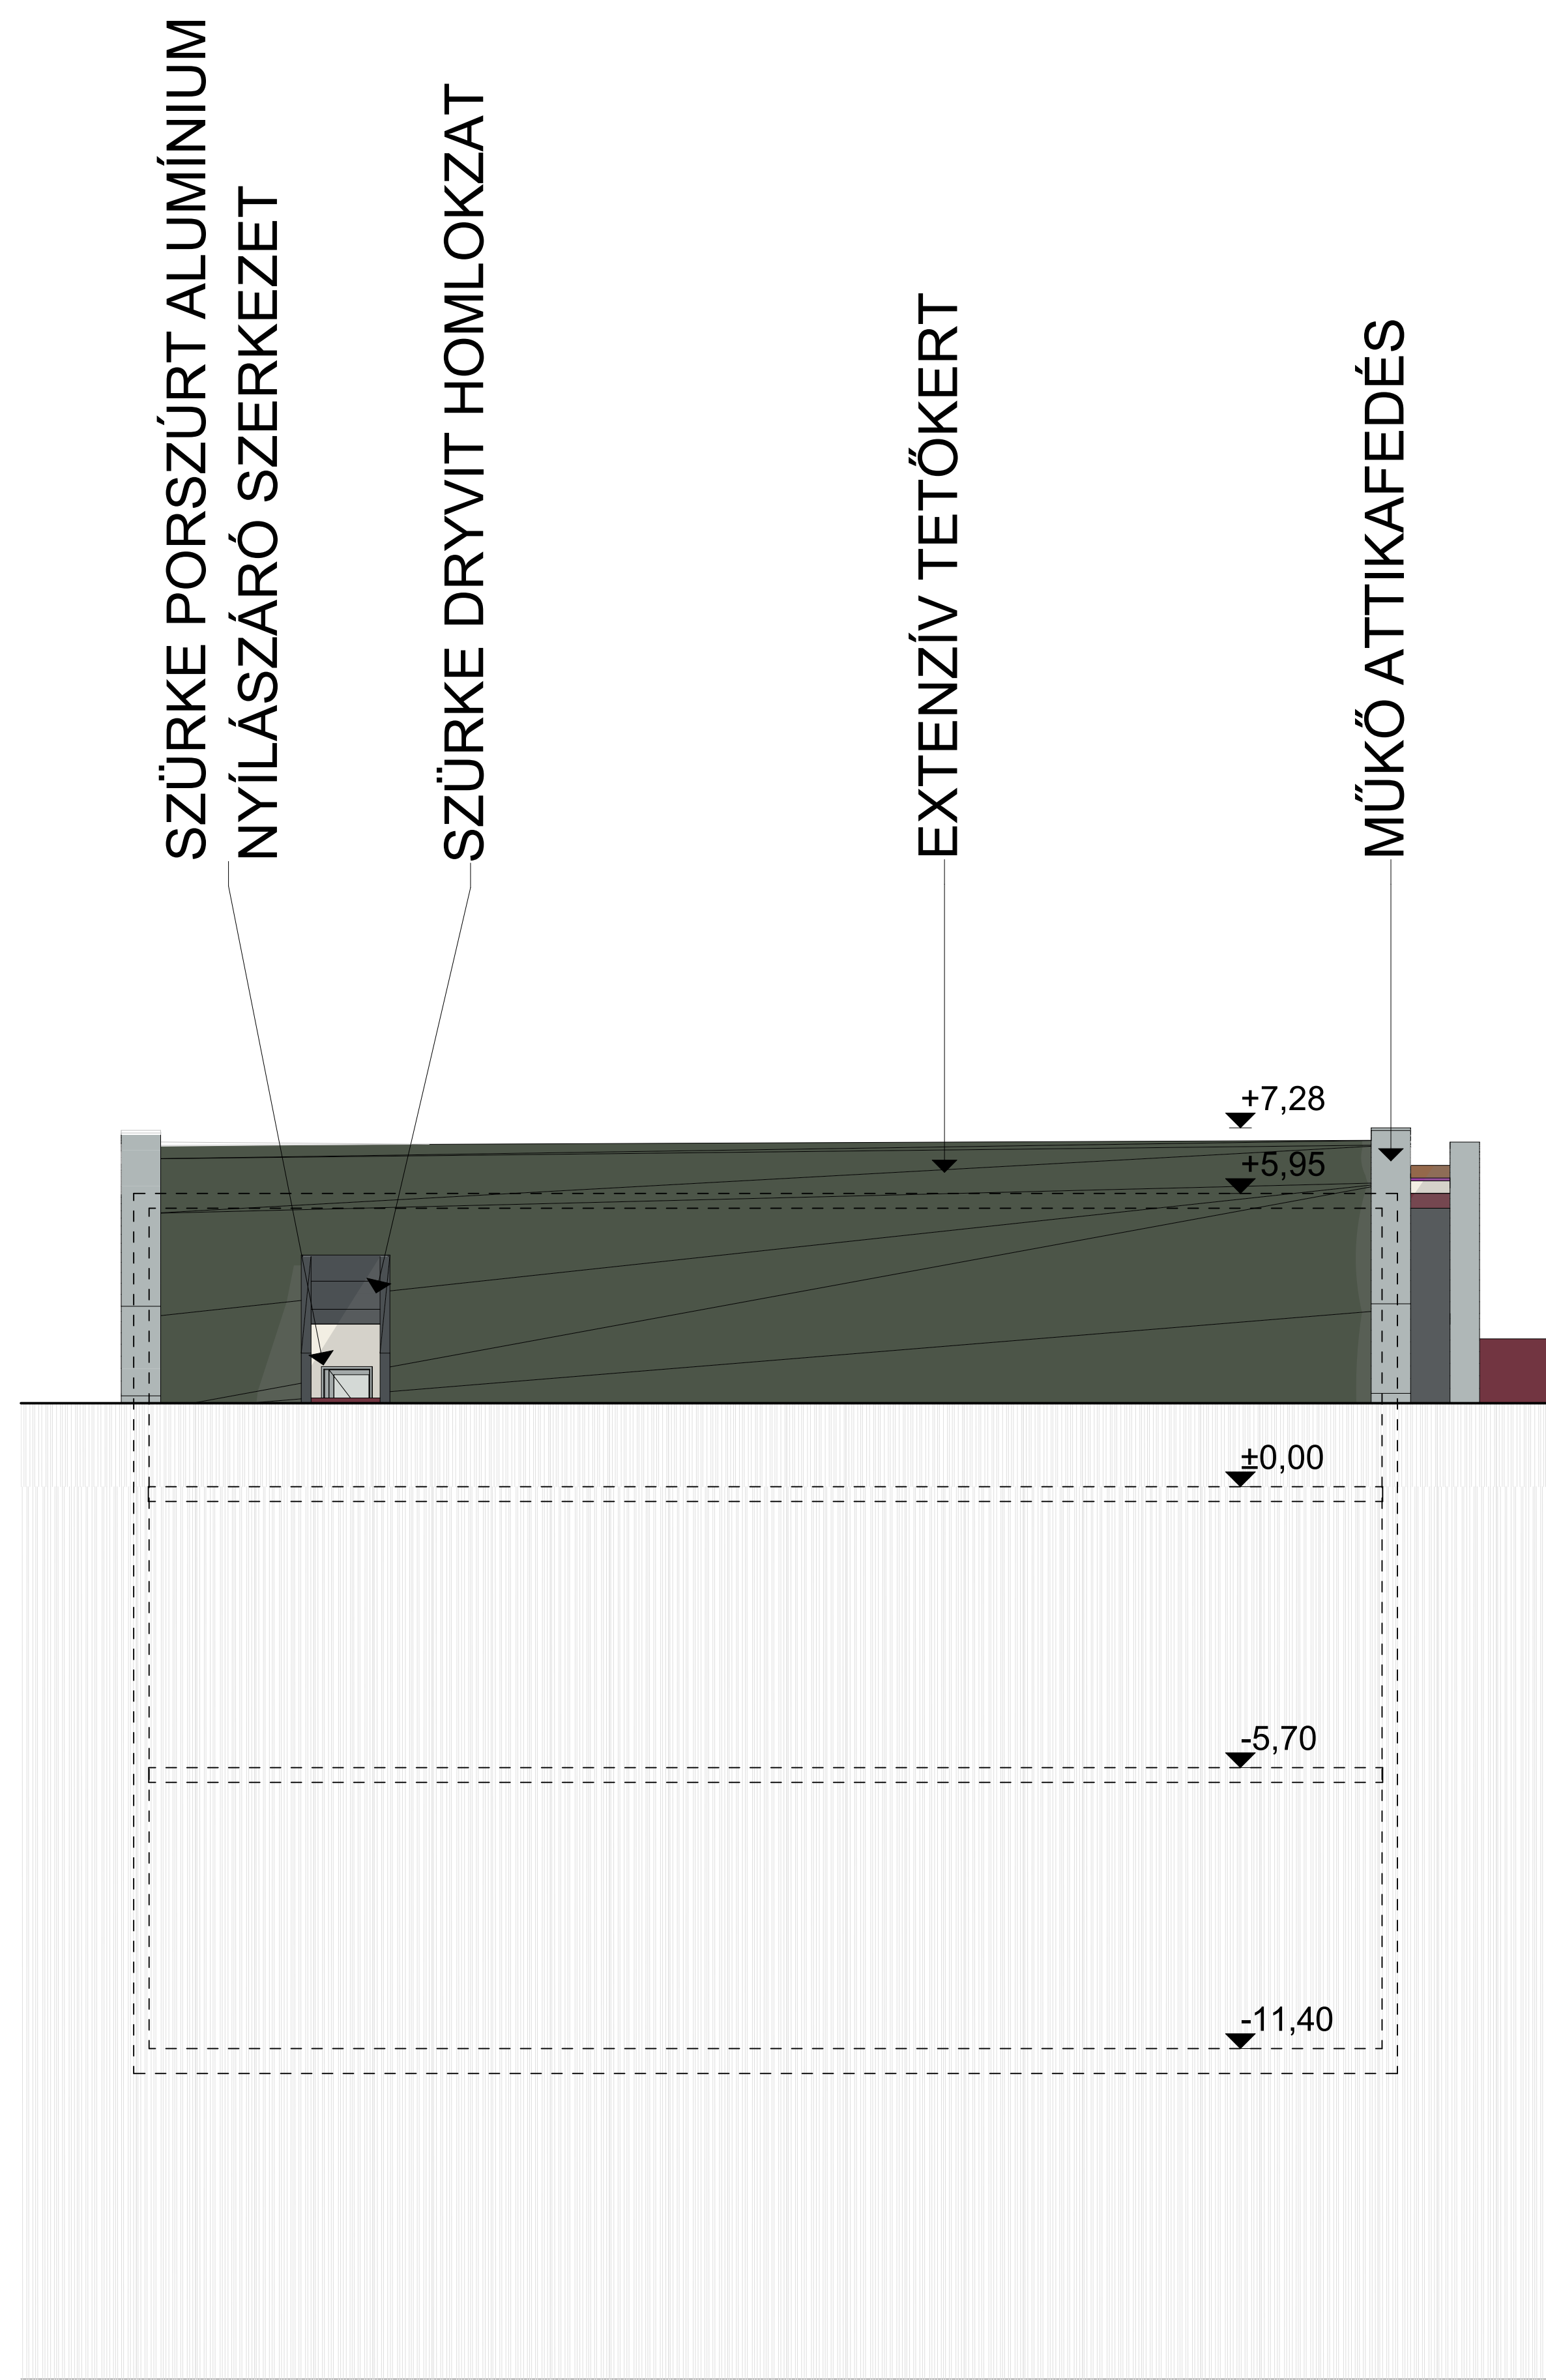 SZÜRKE PORSZÚRT ALUMÍNIUM
NYÍLÁSZÁRÓ SZERKEZET
SZÜRKE DRYVIT HOMLOKZAT
EXTENZÍV TETŐKERT
MŰKŐ ATTIKAFEDÉS
+7,28
+5,95
±0,00
-5,70
-11,40